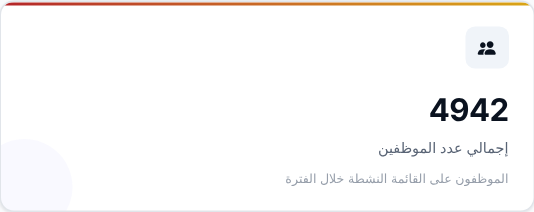 4942
إجمالي عدد الموظفين
الموظفون على القائمة النشطة خلال الفترة